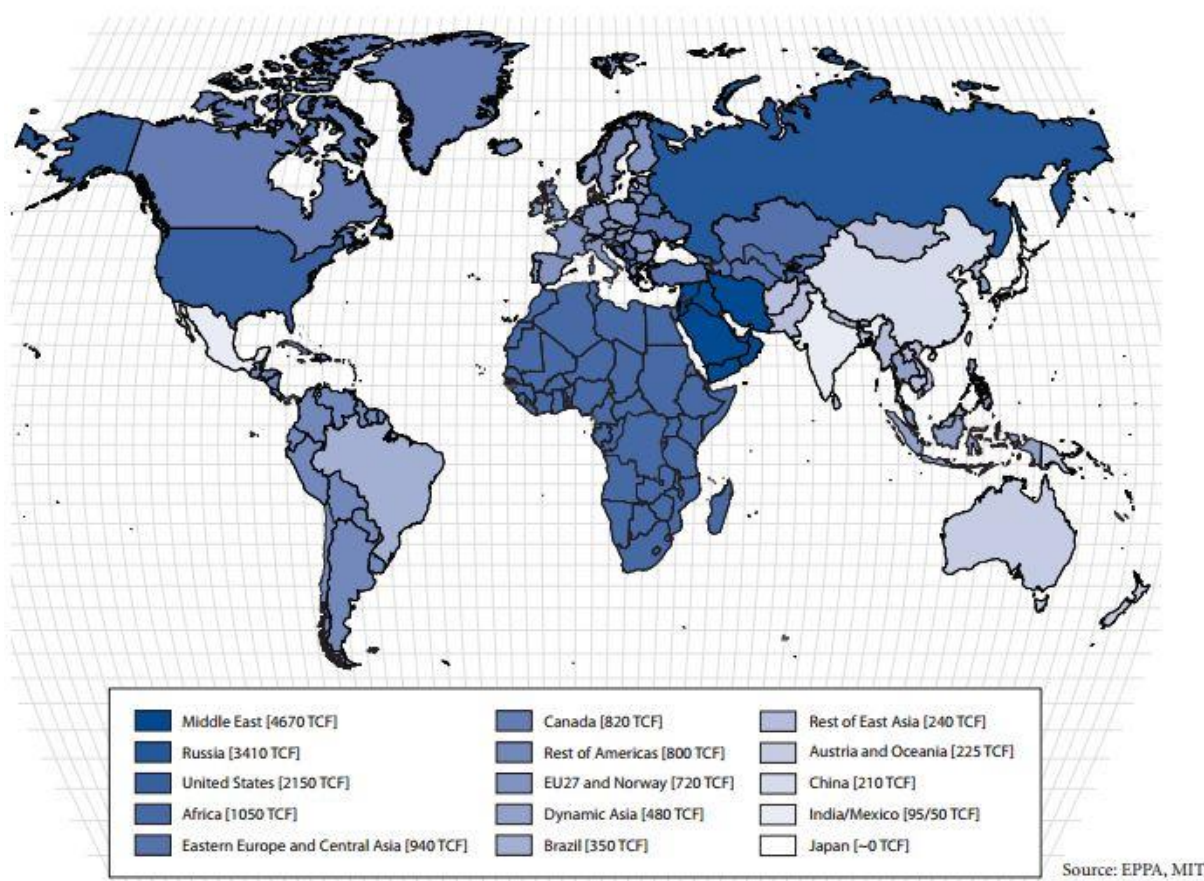 Middle East [4670 TCF]
Russia [3410 TCF]
United States [2150 TCF]
Africa [1050 TCF]
Eastern Europe and Central Asia [940 TCF]
Canada [820 TCF]
Rest of Americas [800 TCF]
EU27 and Norway [720 TCF]
Dynamic Asia [480 TCF]
Brazil [350 TCF]
Rest of East Asia [240 TCF]
Austria and Oceania [225 TCF]
China [210 TCF]
India/Mexico [95/50 TCF]
Japan [~0 TCF]
Source: EPPA, MIT